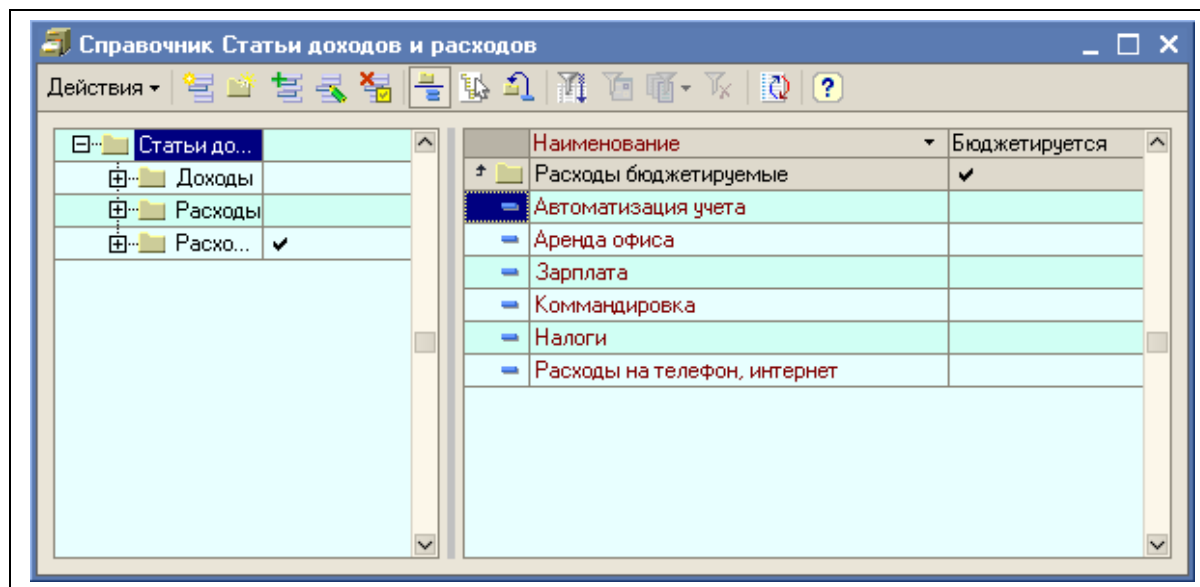 Справочник Статьи доходов и расходов
Действия
Статьи до...
Доходы
Расходы
Расхо...
Наименование Бюджетируется
Расходы бюджетируемые
Автоматизация учета
Аренда офиса
Зарплата
Коммандировка
Налоги
Расходы на телефон, интернет